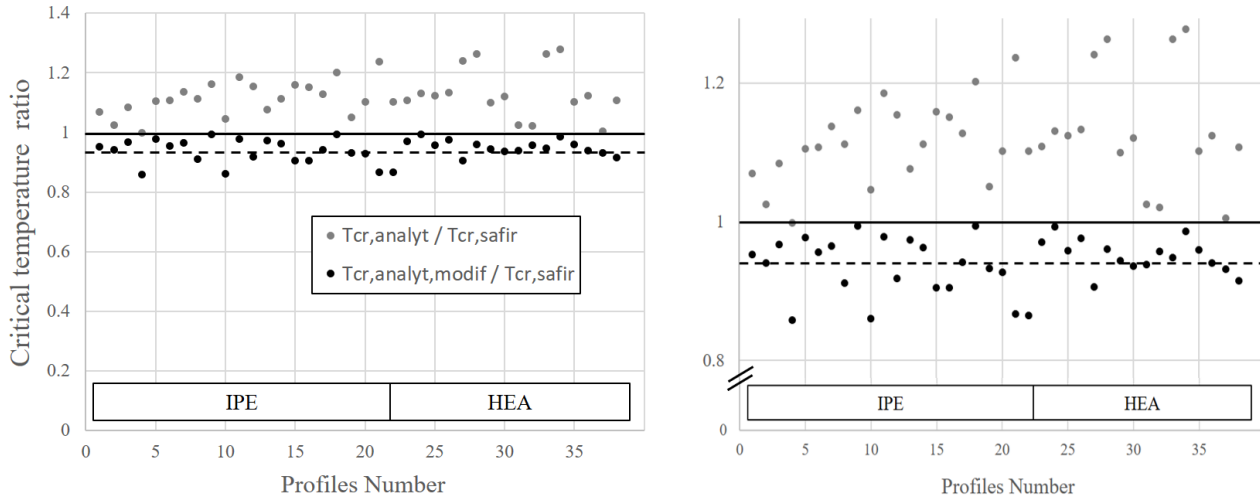 1.4
1.2
1
0.8
0.6
0.4
0.2
0
Critical temperature ratio
Tcr,analyt / Tcr,safir
Tcr,analyt,modif / Tcr,safir
IPE HEA
0 5 10 15 20 25 30 35
Profiles Number
1.2
1
0.8
0
IPE HEA
0 5 10 15 20 25 30 35
Profiles Number